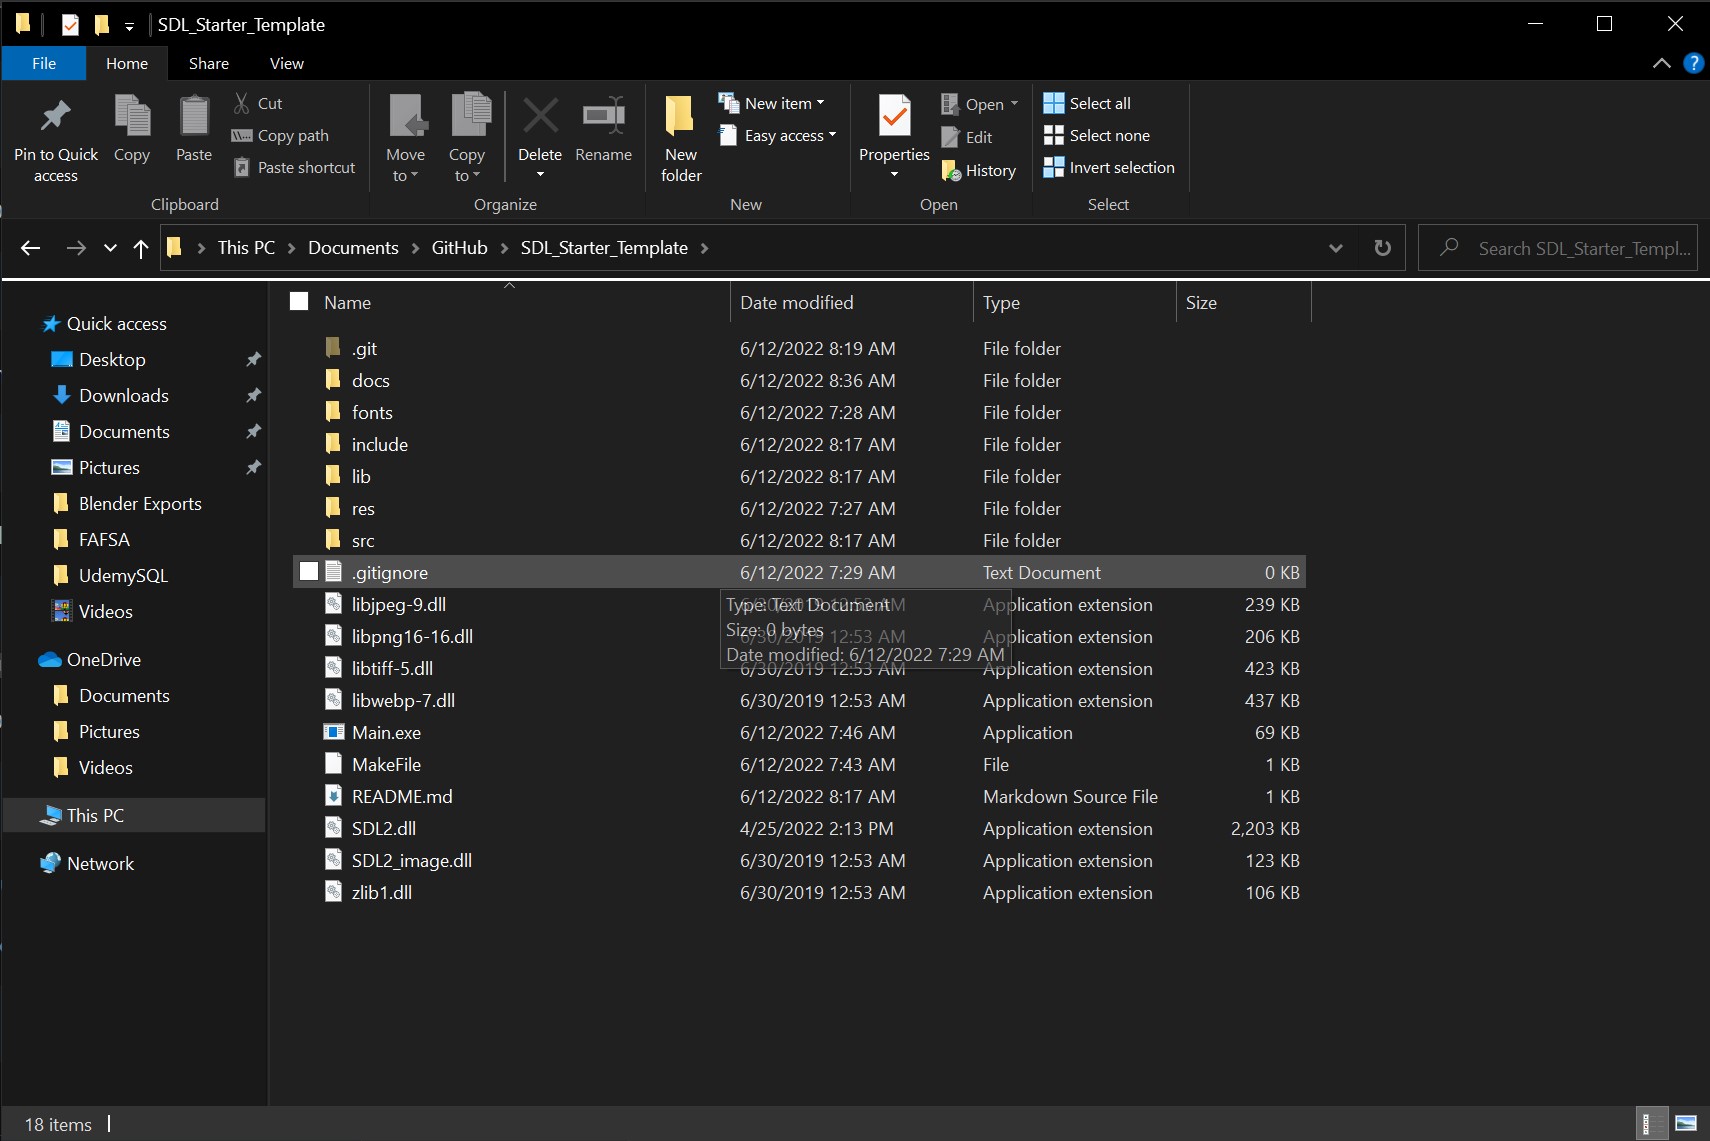 SDL_Starter_Template
File Home Share View
Pin to Quick access
Copy
Paste
Cut
Copy path
Paste shortcut
Clipboard
Move to
Copy to
Delete
Rename
Organize
New folder
New item
Easy access
New
Properties
Open
Edit
History
Open
Select all
Select none
Invert selection
Select
This PC > Documents > GitHub > SDL_Starter_Template >
Search SDL_Starter_Templ...
Quick access
Desktop
Downloads
Documents
Pictures
Blender Exports
FAFSA
UdemySQL
Videos
OneDrive
Documents
Pictures
Videos
This PC
Network
Name Date modified Type Size
.git 6/12/2022 8:19 AM File folder
docs 6/12/2022 8:36 AM File folder
fonts 6/12/2022 7:28 AM File folder
include 6/12/2022 8:17 AM File folder
lib 6/12/2022 8:17 AM File folder
res 6/12/2022 7:27 AM File folder
src 6/12/2022 8:17 AM File folder
.gitignore 6/12/2022 7:29 AM Text Document 0 KB
libjpeg-9.dll 6/30/2019 12:53 AM Application extension 239 KB
libpng16-16.dll 6/30/2019 12:53 AM Application extension 206 KB
libtiff-5.dll 6/30/2019 12:53 AM Application extension 423 KB
libwebp-7.dll 6/30/2019 12:53 AM Application extension 437 KB
Main.exe 6/12/2022 7:46 AM Application 69 KB
MakeFile 6/12/2022 7:43 AM File 1 KB
README.md 6/12/2022 8:17 AM Markdown Source File 1 KB
SDL2.dll 4/25/2022 2:13 PM Application extension 2,203 KB
SDL2_image.dll 6/30/2019 12:53 AM Application extension 123 KB
zlib1.dll 6/30/2019 12:53 AM Application extension 106 KB
Type: Text Document
Size: 0 bytes
Date modified: 6/12/2022 7:29 AM
18 items